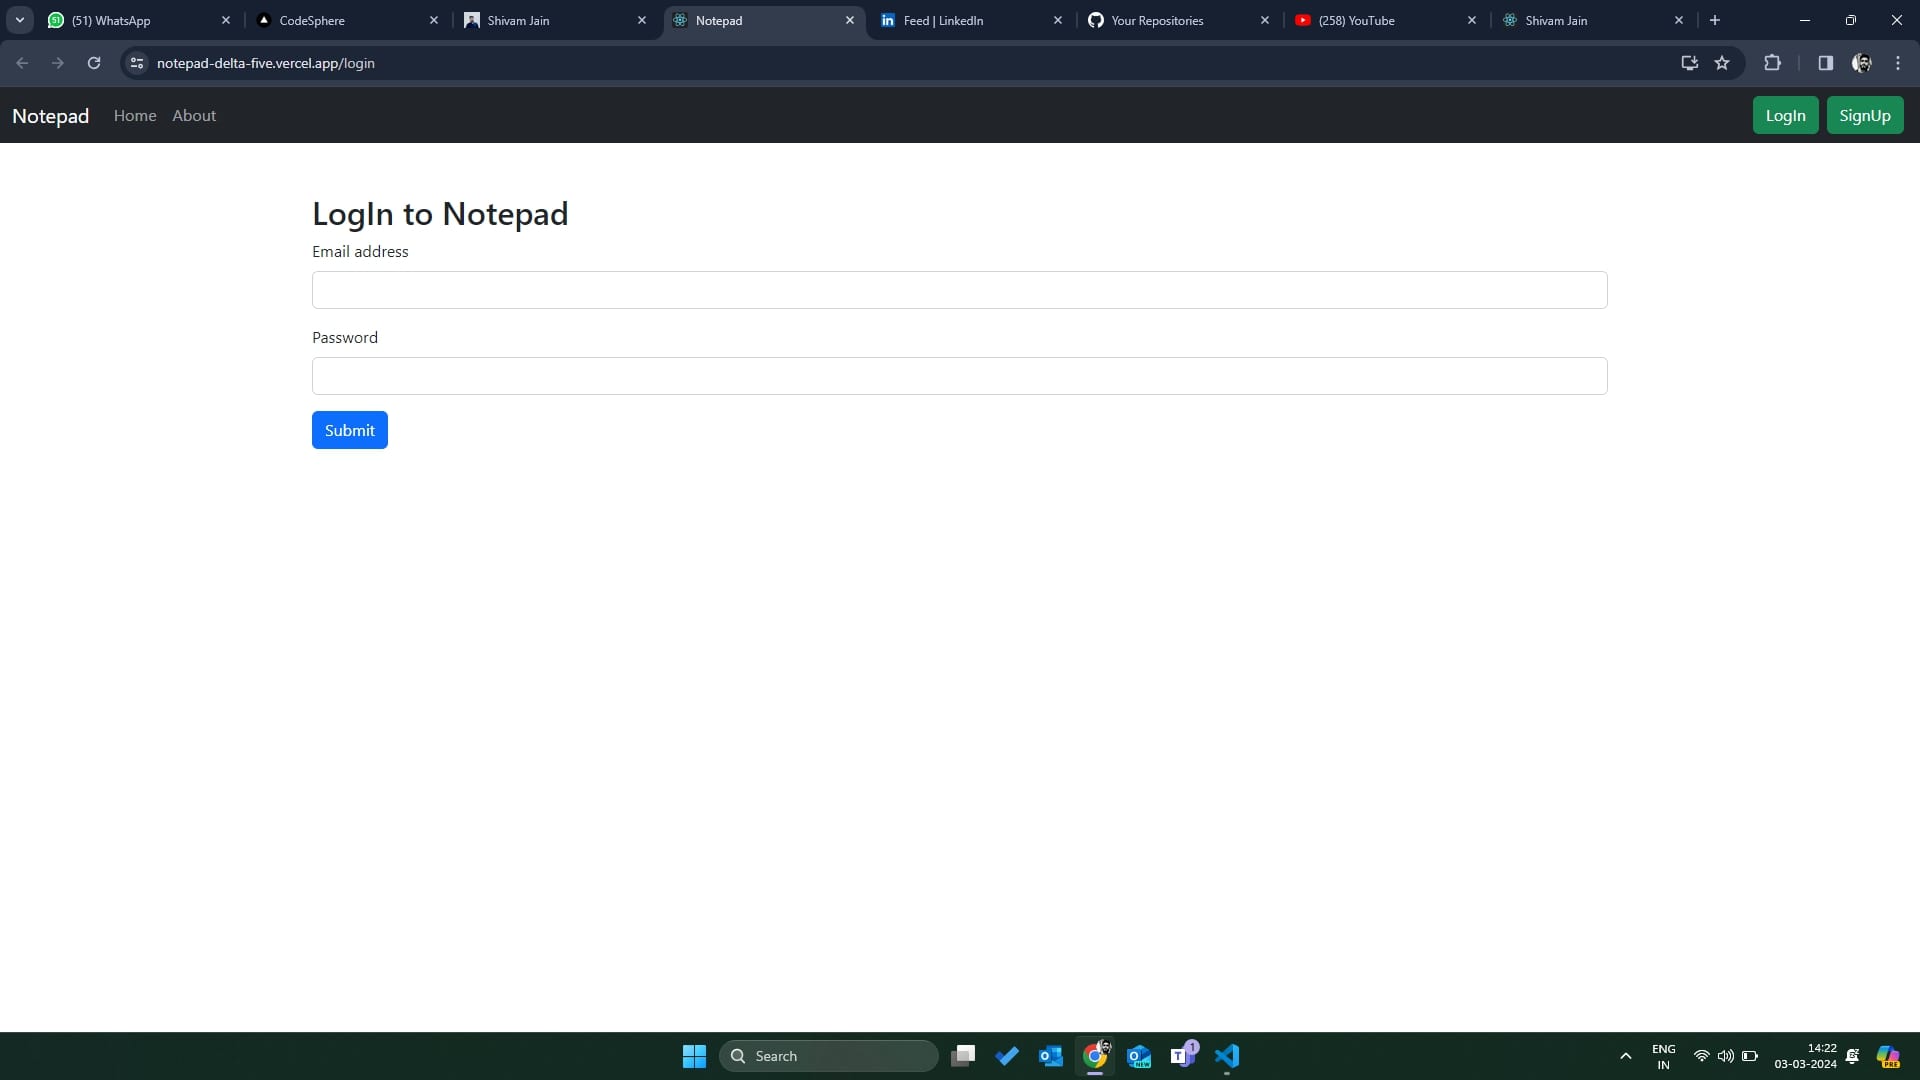 (51) WhatsApp
CodeSphere
Shivam Jain
Notepad
Feed | LinkedIn
Your Repositories
(258) YouTube
Shivam Jain
notepad-delta-five.vercel.app/login
Notepad Home About LogIn SignUp
LogIn to Notepad
Email address
Password
Submit
Search
1
ENG
IN
14:22
03-03-2024